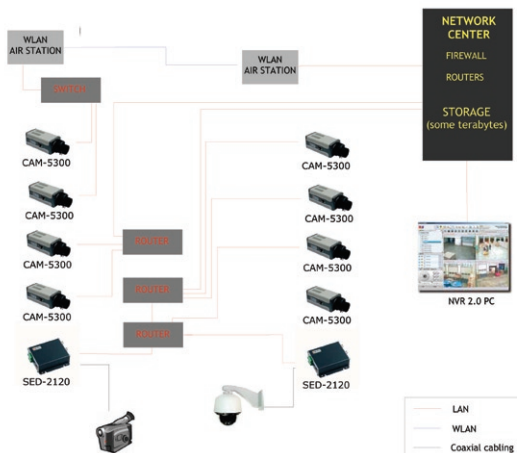 WLAN
AIR STATION
WLAN
AIR STATION
NETWORK
CENTER
FIREWALL
ROUTERS
STORAGE
(some terabytes)
SWITCH
CAM-5300
CAM-5300
CAM-5300
CAM-5300
CAM-5300
CAM-5300
CAM-5300
CAM-5300
ROUTER
ROUTER
ROUTER
NVR 2.0 PC
SED-2120
SED-2120
LAN
WLAN
Coaxial cabling